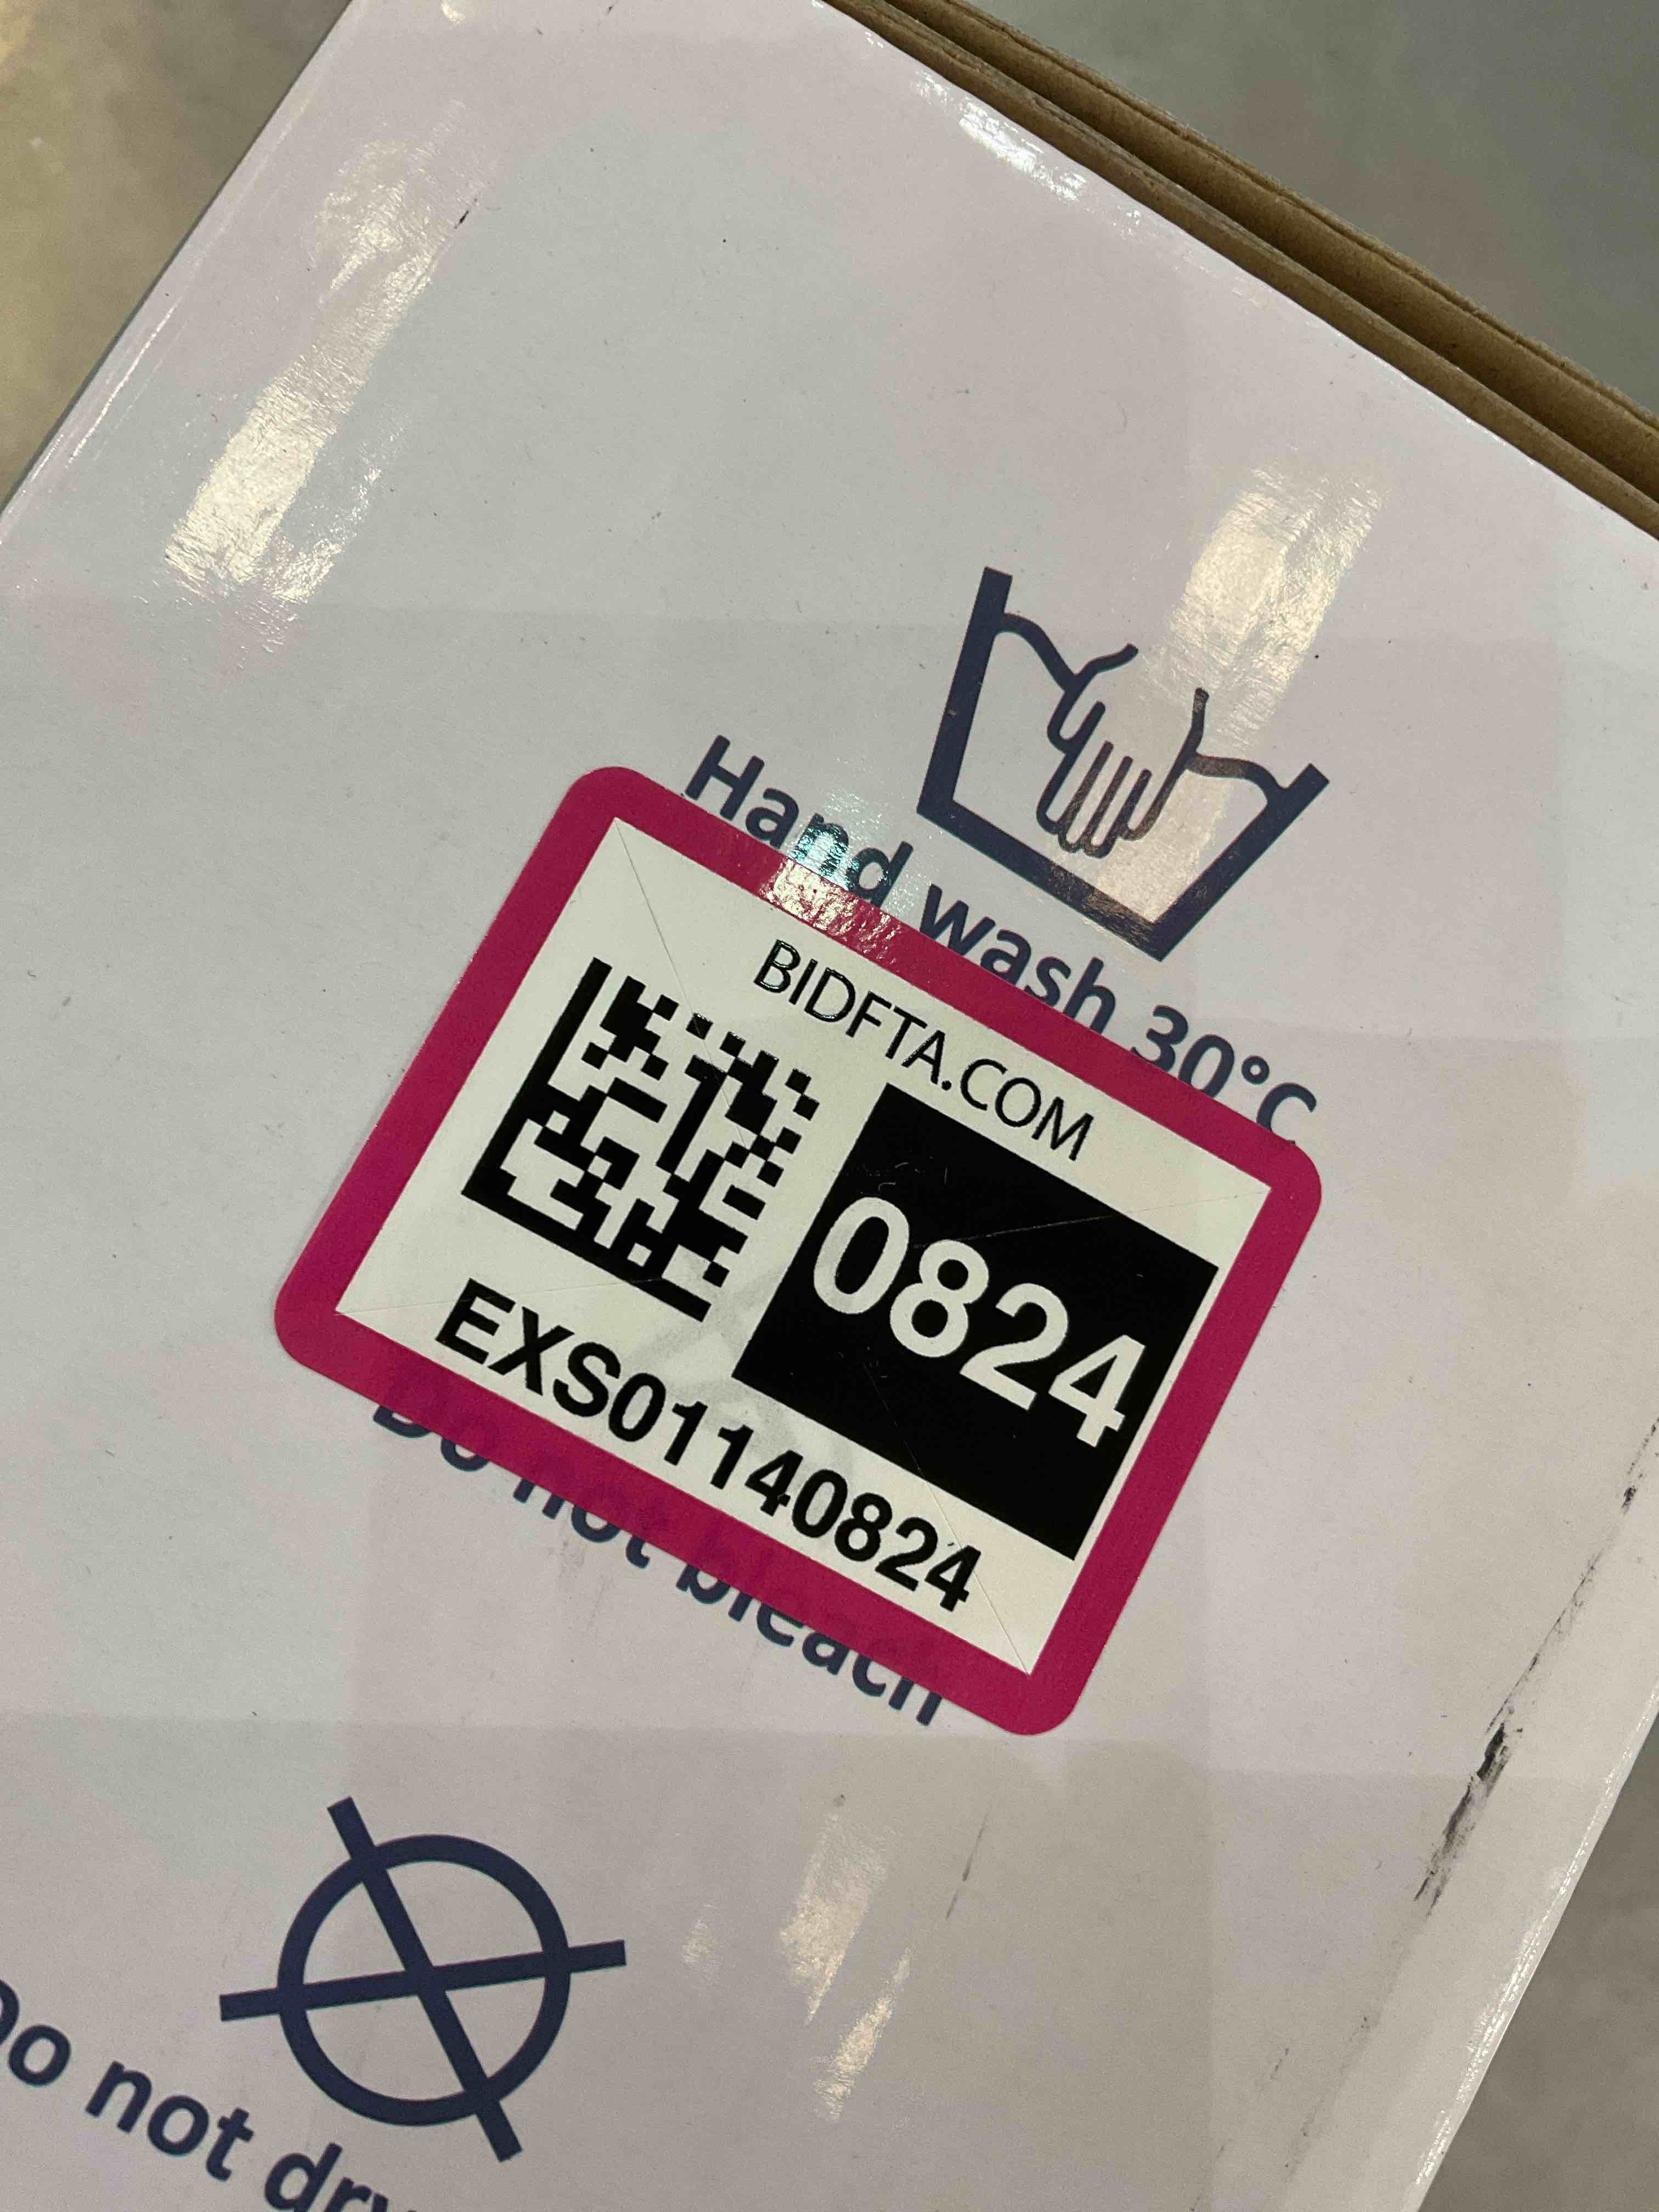 Hand wash 30°C
BIDFTA.COM
0824
EXS01140824
Do not bleach
Do not dry